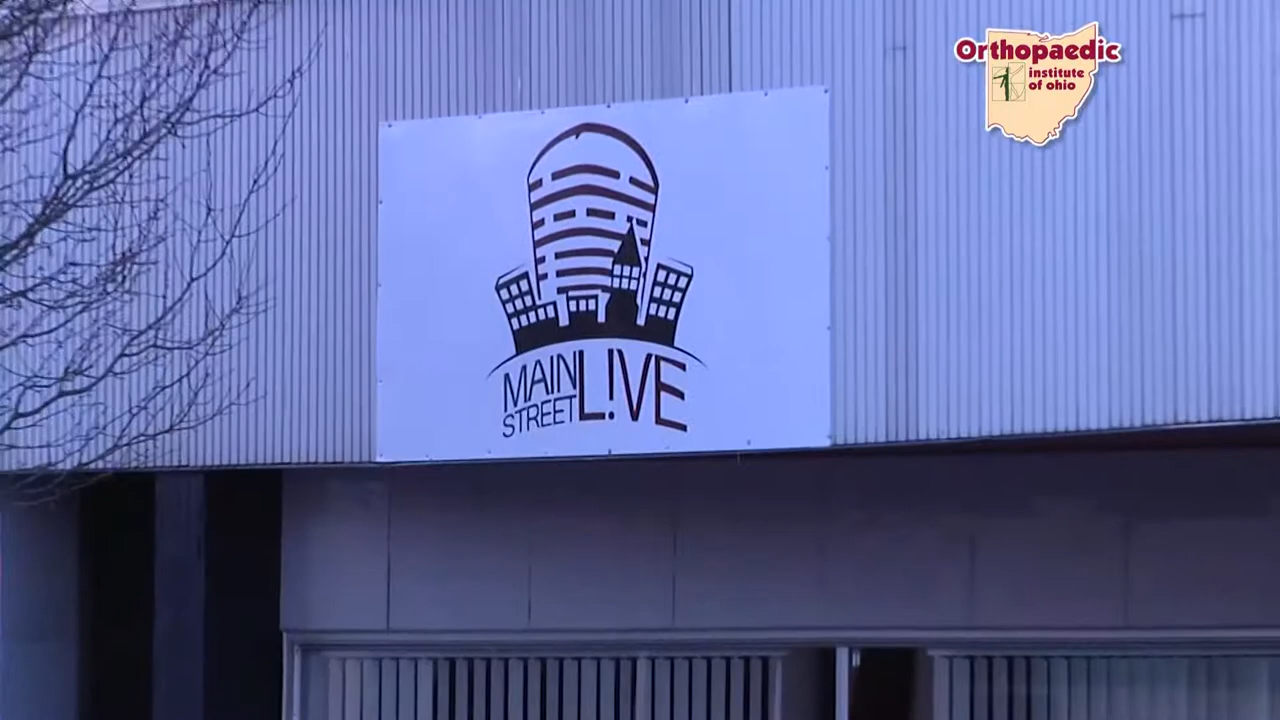 Orthopaedic
institute
of ohio
MAIN
STREET
L!VE